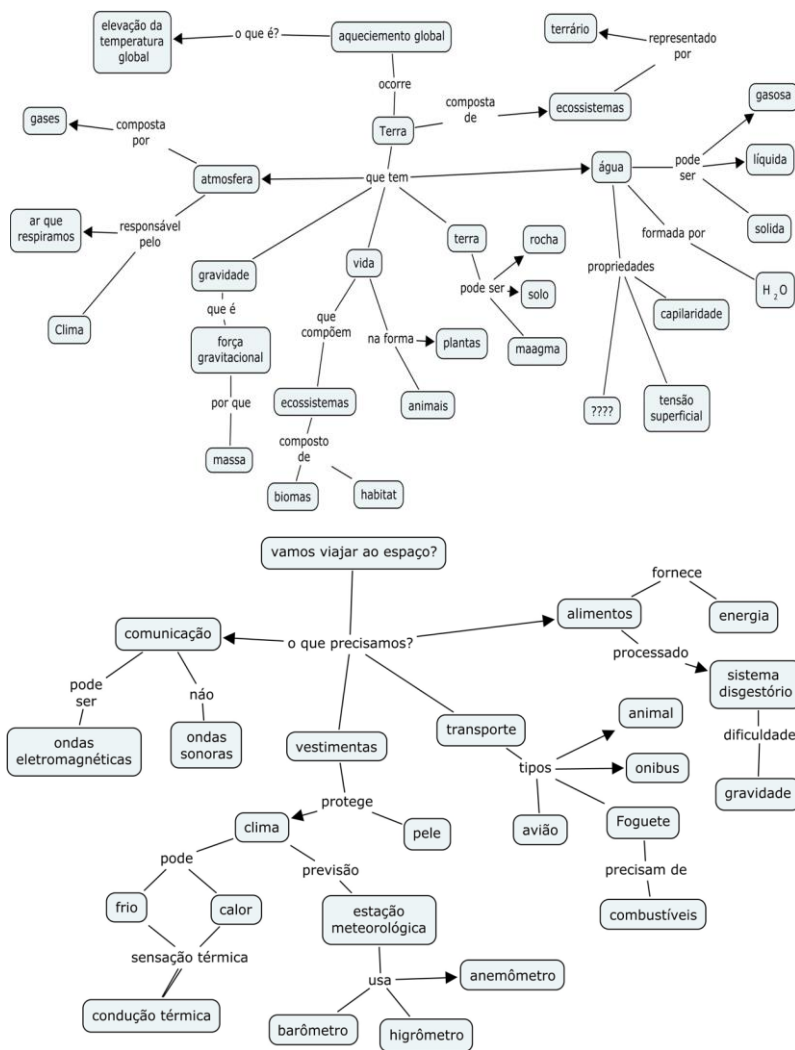 elevação da
temperatura
global
o que é?
aqueciemento global
terrário
representado
por
ocorre
gases
composta
por
Terra
composta
de
ecossistemas
gasosa
atmosfera
que tem
água
pode
ser
líquida
ar que
respiramos
responsável
pelo
terra
rocha
formada por
solida
gravidade
vida
pode ser
solo
propriedades
H2O
Clima
que é
que
compõem
na forma
plantas
maagma
capilaridade
força
gravitacional
por que
ecossistemas
animais
????
tensão
superficial
massa
composto
de
biomas
habitat
vamos viajar ao espaço?
fornece
comunicação
o que precisamos?
alimentos
energia
pode
ser
náo
processado
sistema
disgestório
ondas
eletromagnéticas
ondas
sonoras
vestimentas
transporte
animal
dificuldade
tipos
onibus
gravidade
protege
clima
pele
avião
Foguete
pode
previsão
precisam de
frio
calor
estação
meteorológica
combustíveis
sensação térmica
usa
anemômetro
condução térmica
barômetro
higrômetro